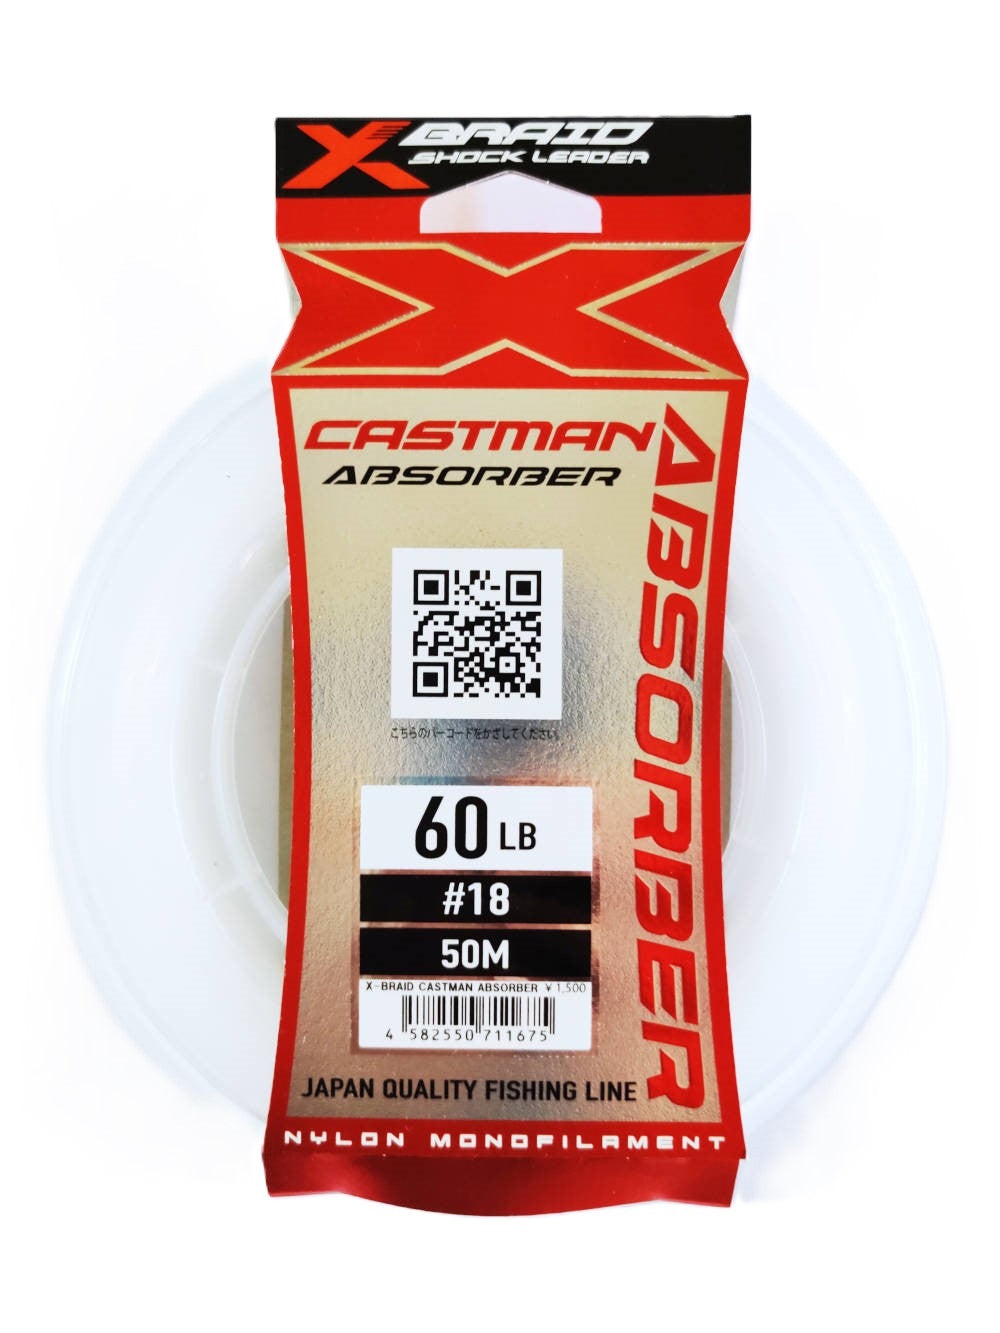 X BRAID
SHOCK LEADER
CASTMAN
ABSORBER
ABSORBER
こちらのバーコードをかざしてください。
60 LB
#18
50M
X-BRAID CASTMAN ABSORBER ¥1,500
4 582550 711675
JAPAN QUALITY FISHING LINE
NYLON MONOFILAMENT